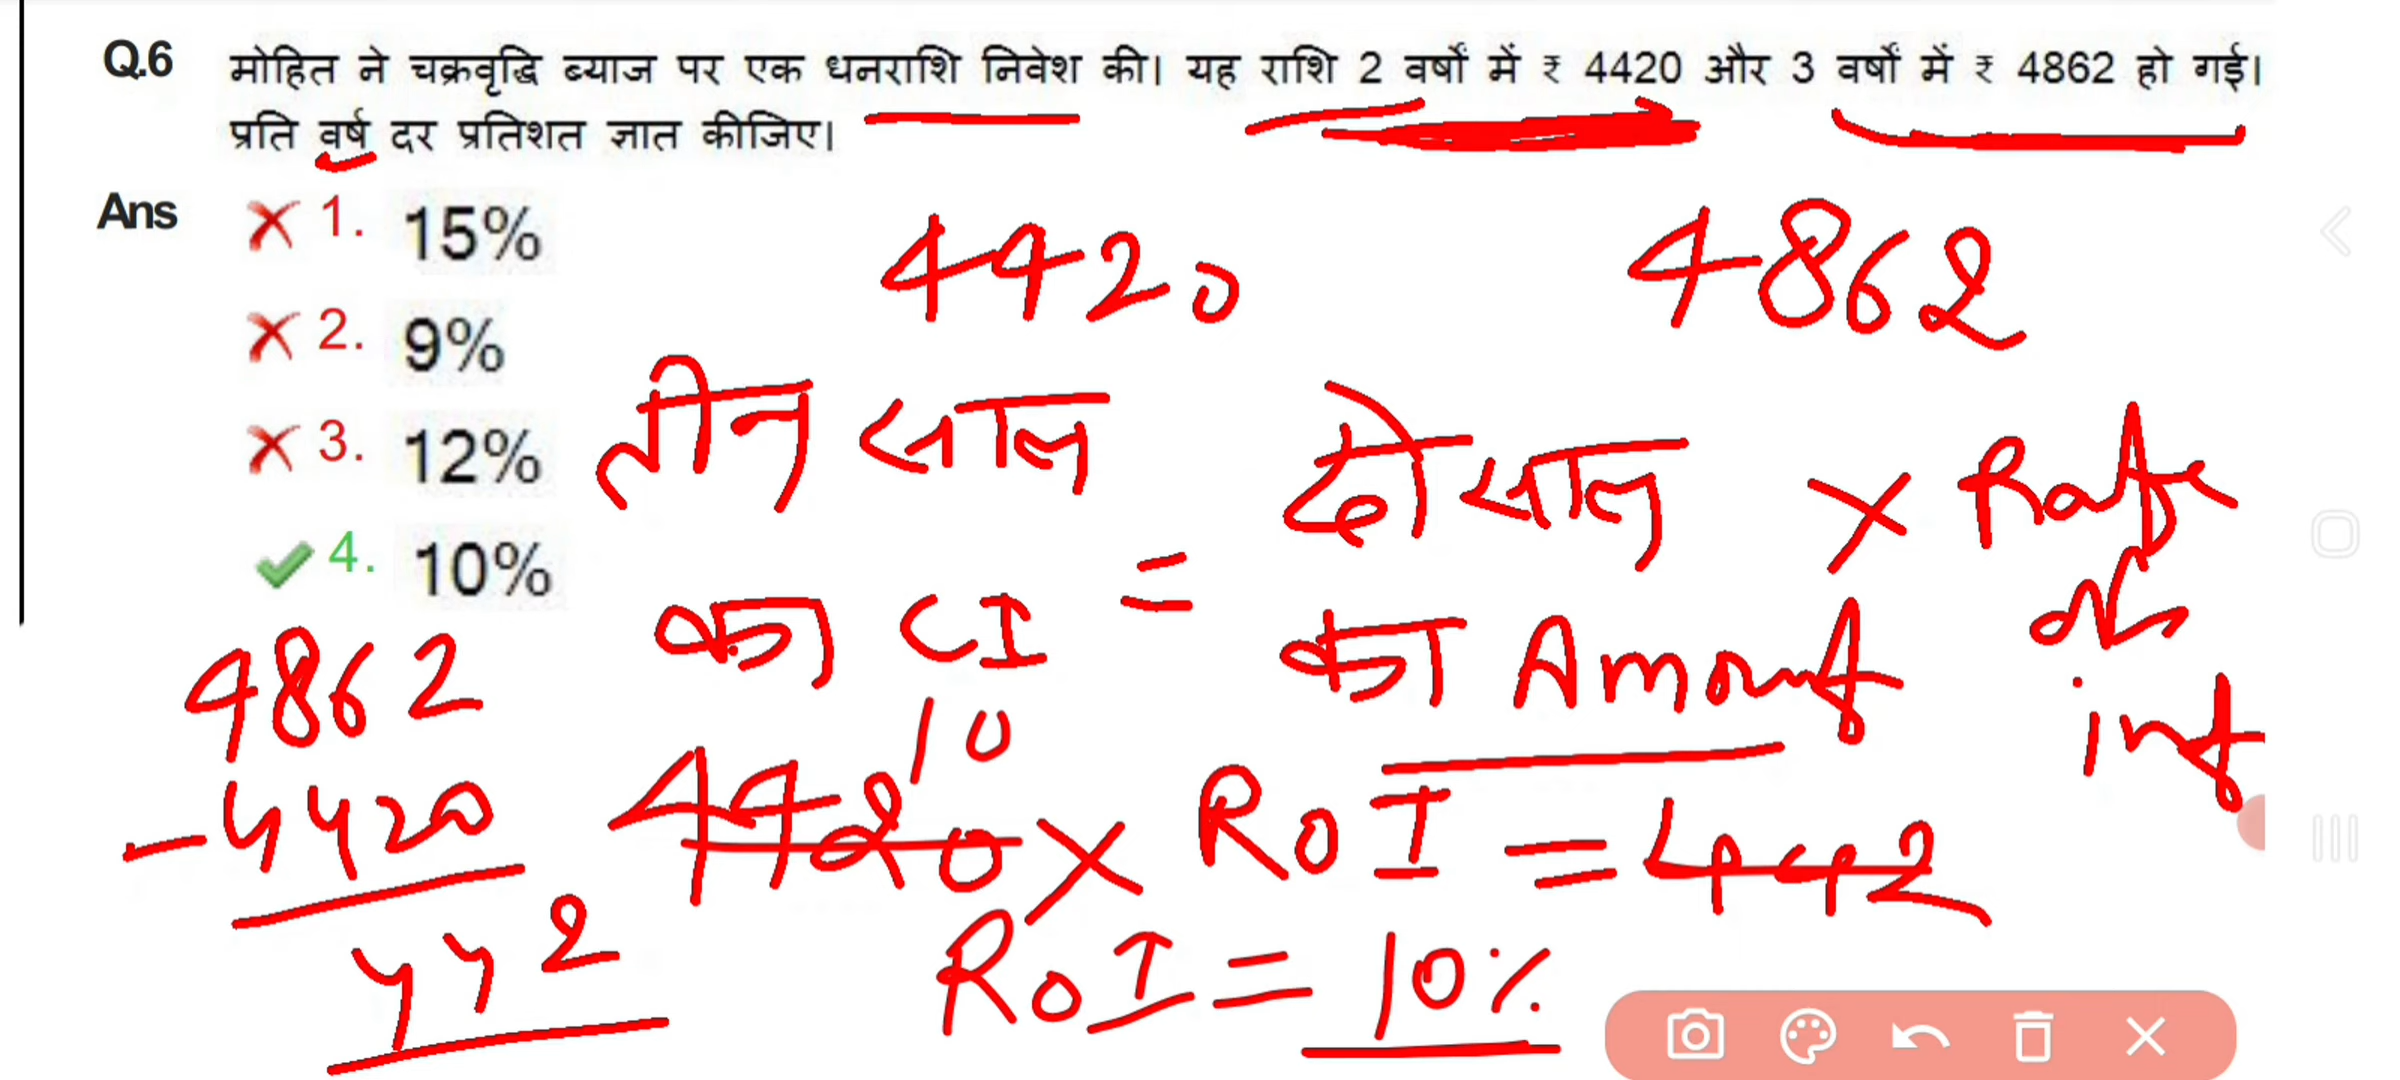 Q.6 मोहित ने चक्रवृद्धि ब्याज पर एक धनराशि निवेश की। यह राशि 2 वर्षों में ₹ 4420 और 3 वर्षों में ₹ 4862 हो गई।
प्रति वर्ष दर प्रतिशत ज्ञात कीजिए।
Ans 1. 15%
2. 9%
3. 12%
4. 10%
4420 4862
तीन साल = दो साल × Rate
का CI का Amount of
int
4862
- 4420
442
4420 × ROI = 442
10
ROI = 10%